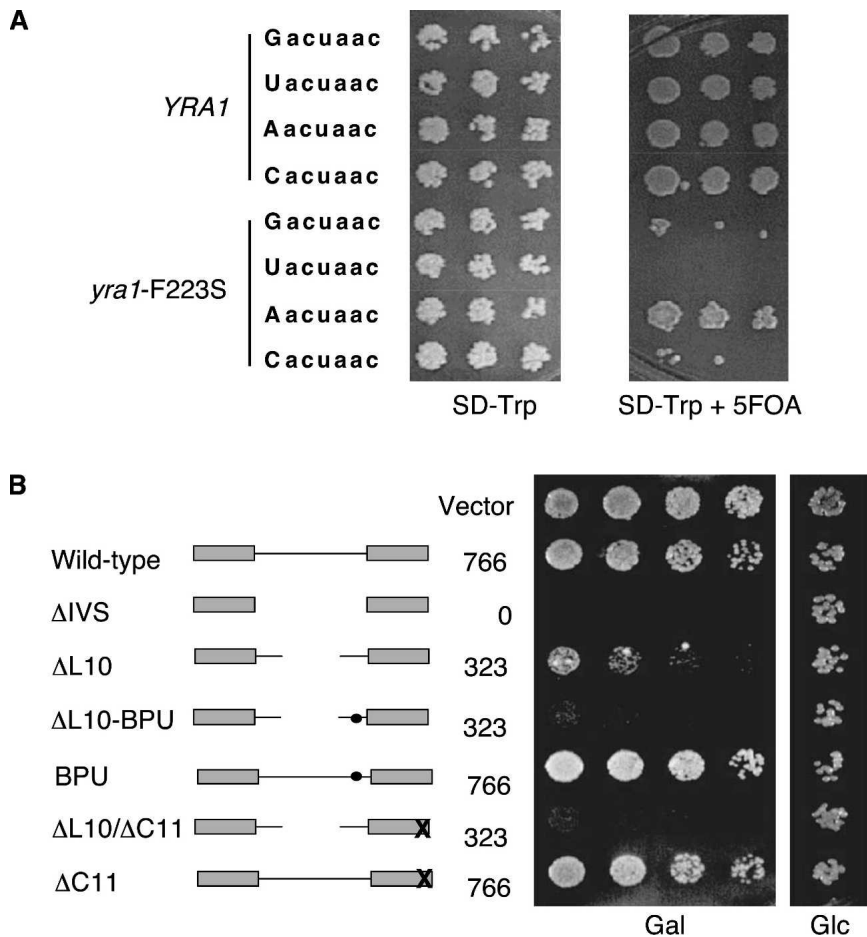 A
YRA1
Gacuaac
Uacuaac
Aacuaac
Cacuaac
yra1-F223S
Gacuaac
Uacuaac
Aacuaac
Cacuaac
SD-Trp
SD-Trp + 5FOA
B
Vector
Wild-type 766
ΔIVS 0
ΔL10 323
ΔL10-BPU 323
BPU 766
ΔL10/ΔC11 X 323
ΔC11 X 766
Gal
Glc